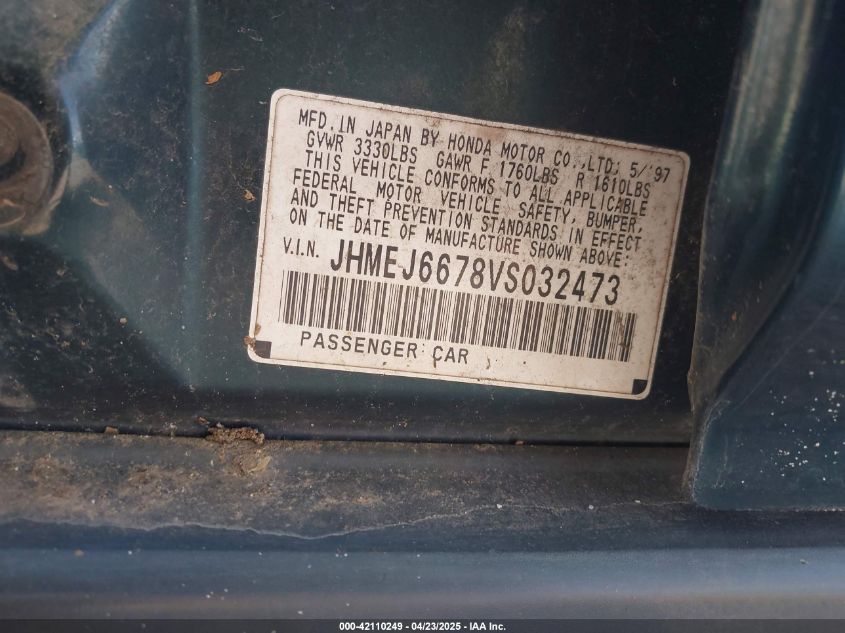 MFD. IN JAPAN BY HONDA MOTOR CO.,LTD; 5/'97
GVWR 3330LBS GAWR F 1760LBS R 1610LBS
THIS VEHICLE CONFORMS TO ALL APPLICABLE
FEDERAL MOTOR VEHICLE SAFETY, BUMPER,
AND THEFT PREVENTION STANDARDS IN EFFECT
ON THE DATE OF MANUFACTURE SHOWN ABOVE:
V.I.N. JHMEJ6678VS032473
PASSENGER CAR
000-42110249 - 04/23/2025 - IAA Inc.